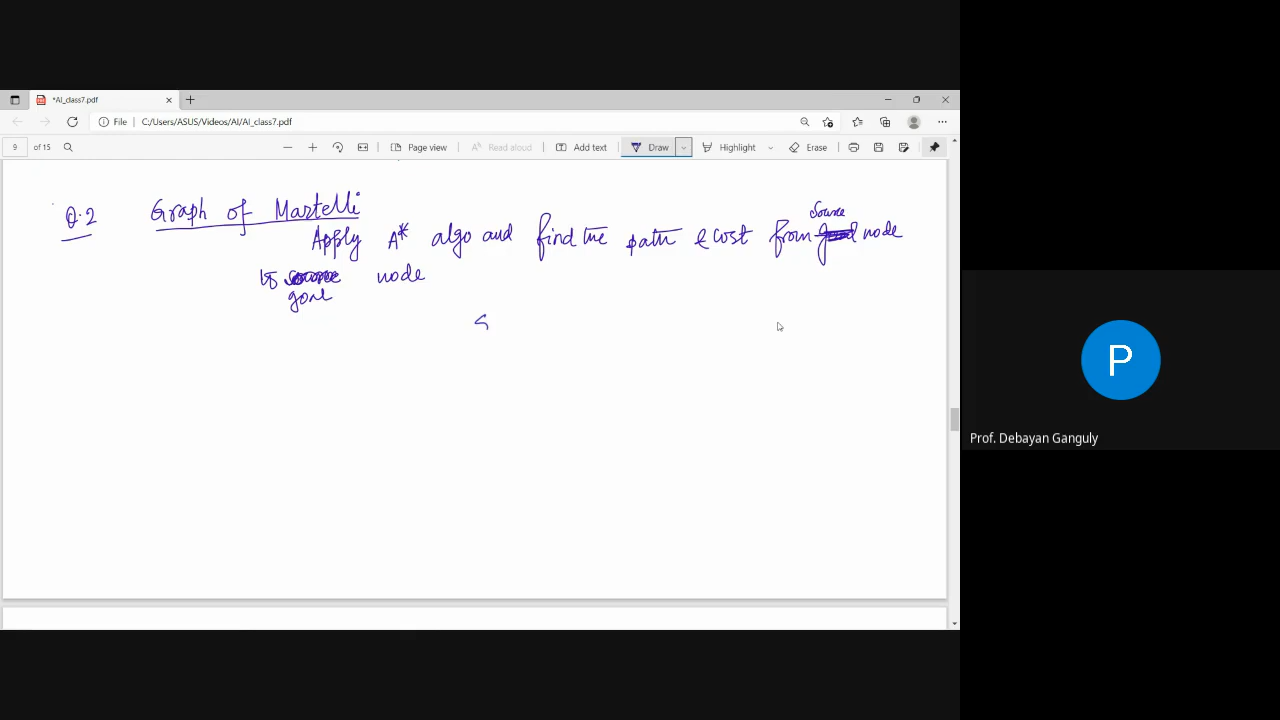 *AI_class7.pdf
File C:/Users/ASUS/Videos/AI/AI_class7.pdf
9 of 15 Page view Read aloud Add text Draw Highlight Erase
Q.2 Graph of Martelli
Source
Apply A* algo and find the path & cost from node
to node
goal
S
P
Prof. Debayan Ganguly